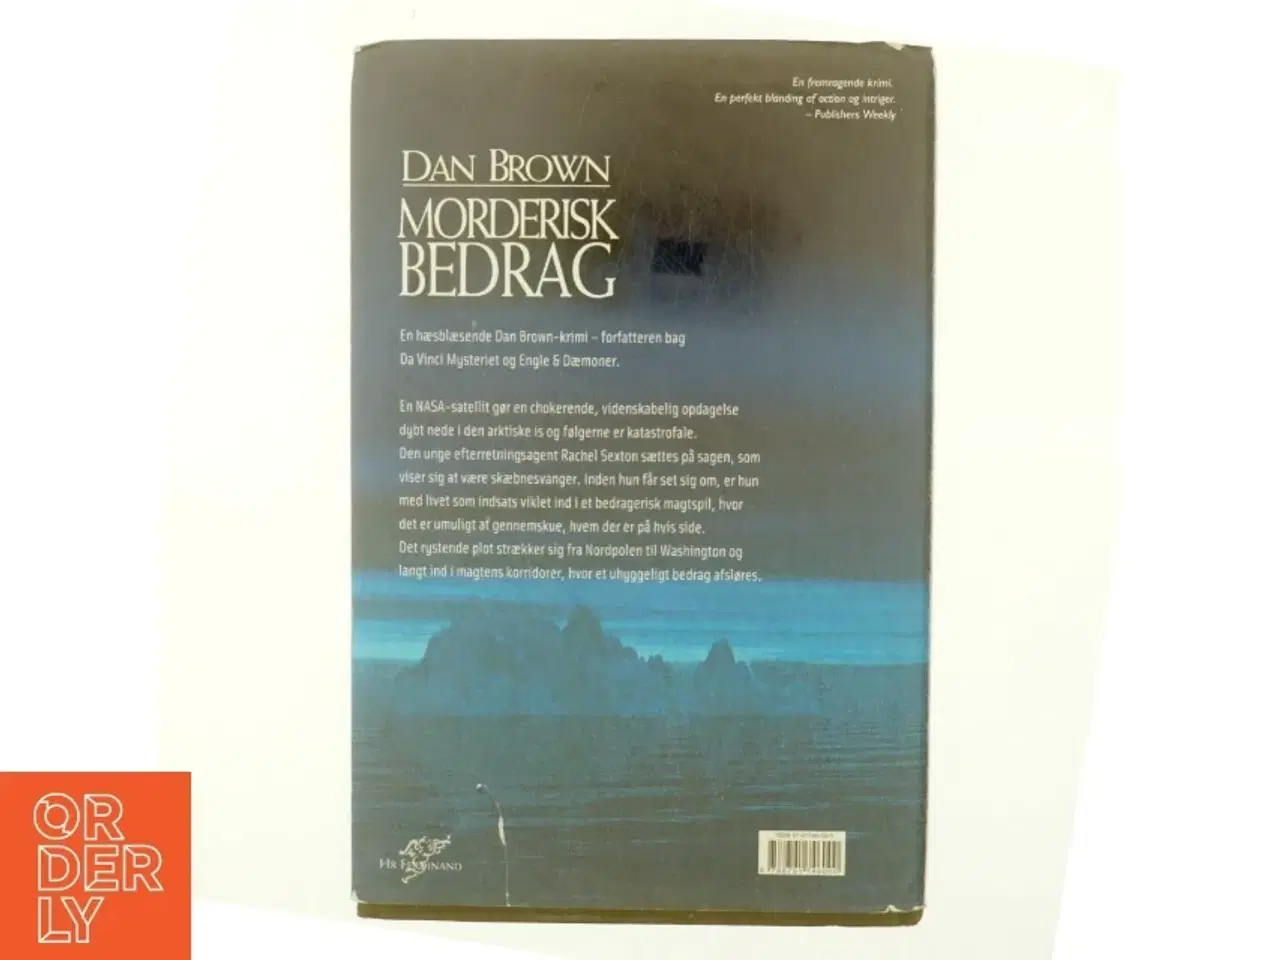 En fremragende krimi.
En perfekt blanding af action og intriger.
– Publishers Weekly
DAN BROWN
MORDERISK
BEDRAG
En hæsblæsende Dan Brown-krimi – forfatteren bag
Da Vinci Mysteriet og Engle & Dæmoner.
En NASA-satellit gør en chokerende, videnskabelig opdagelse
dybt nede i den arktiske is og følgerne er katastrofale.
Den unge efterretningsagent Rachel Sexton sættes på sagen, som
viser sig at være skæbnesvanger. Inden hun får set sig om, er hun
med livet som indsats viklet ind i et bedragerisk magtspil, hvor
det er umuligt af gennemskue, hvem der er på hvis side.
Det rystende plot strækker sig fra Nordpolen til Washington og
langt ind i magtens korridorer, hvor et uhyggeligt bedrag afsløres.
HR FERDINAND
ORDERLY